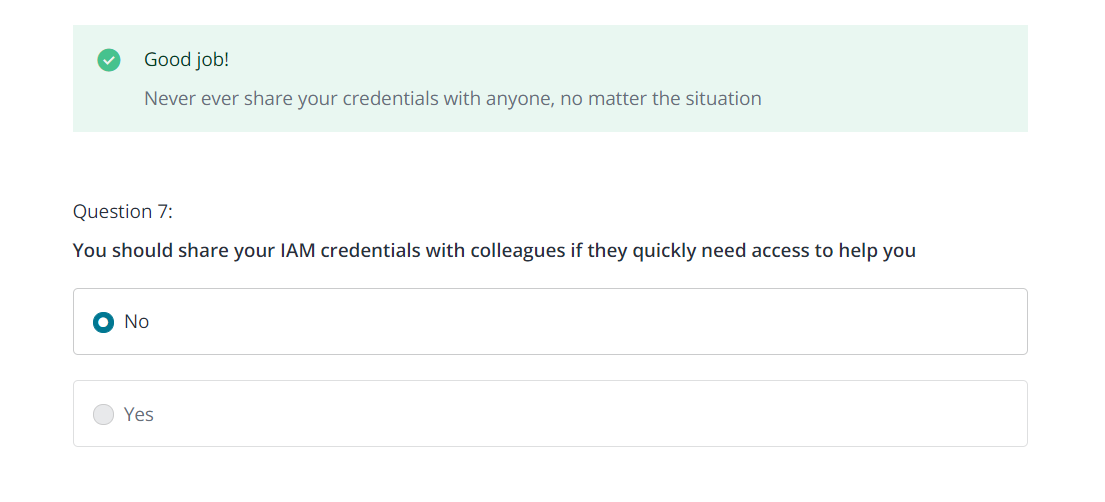 Good job!
Never ever share your credentials with anyone, no matter the situation
Question 7:
You should share your IAM credentials with colleagues if they quickly need access to help you
No
Yes